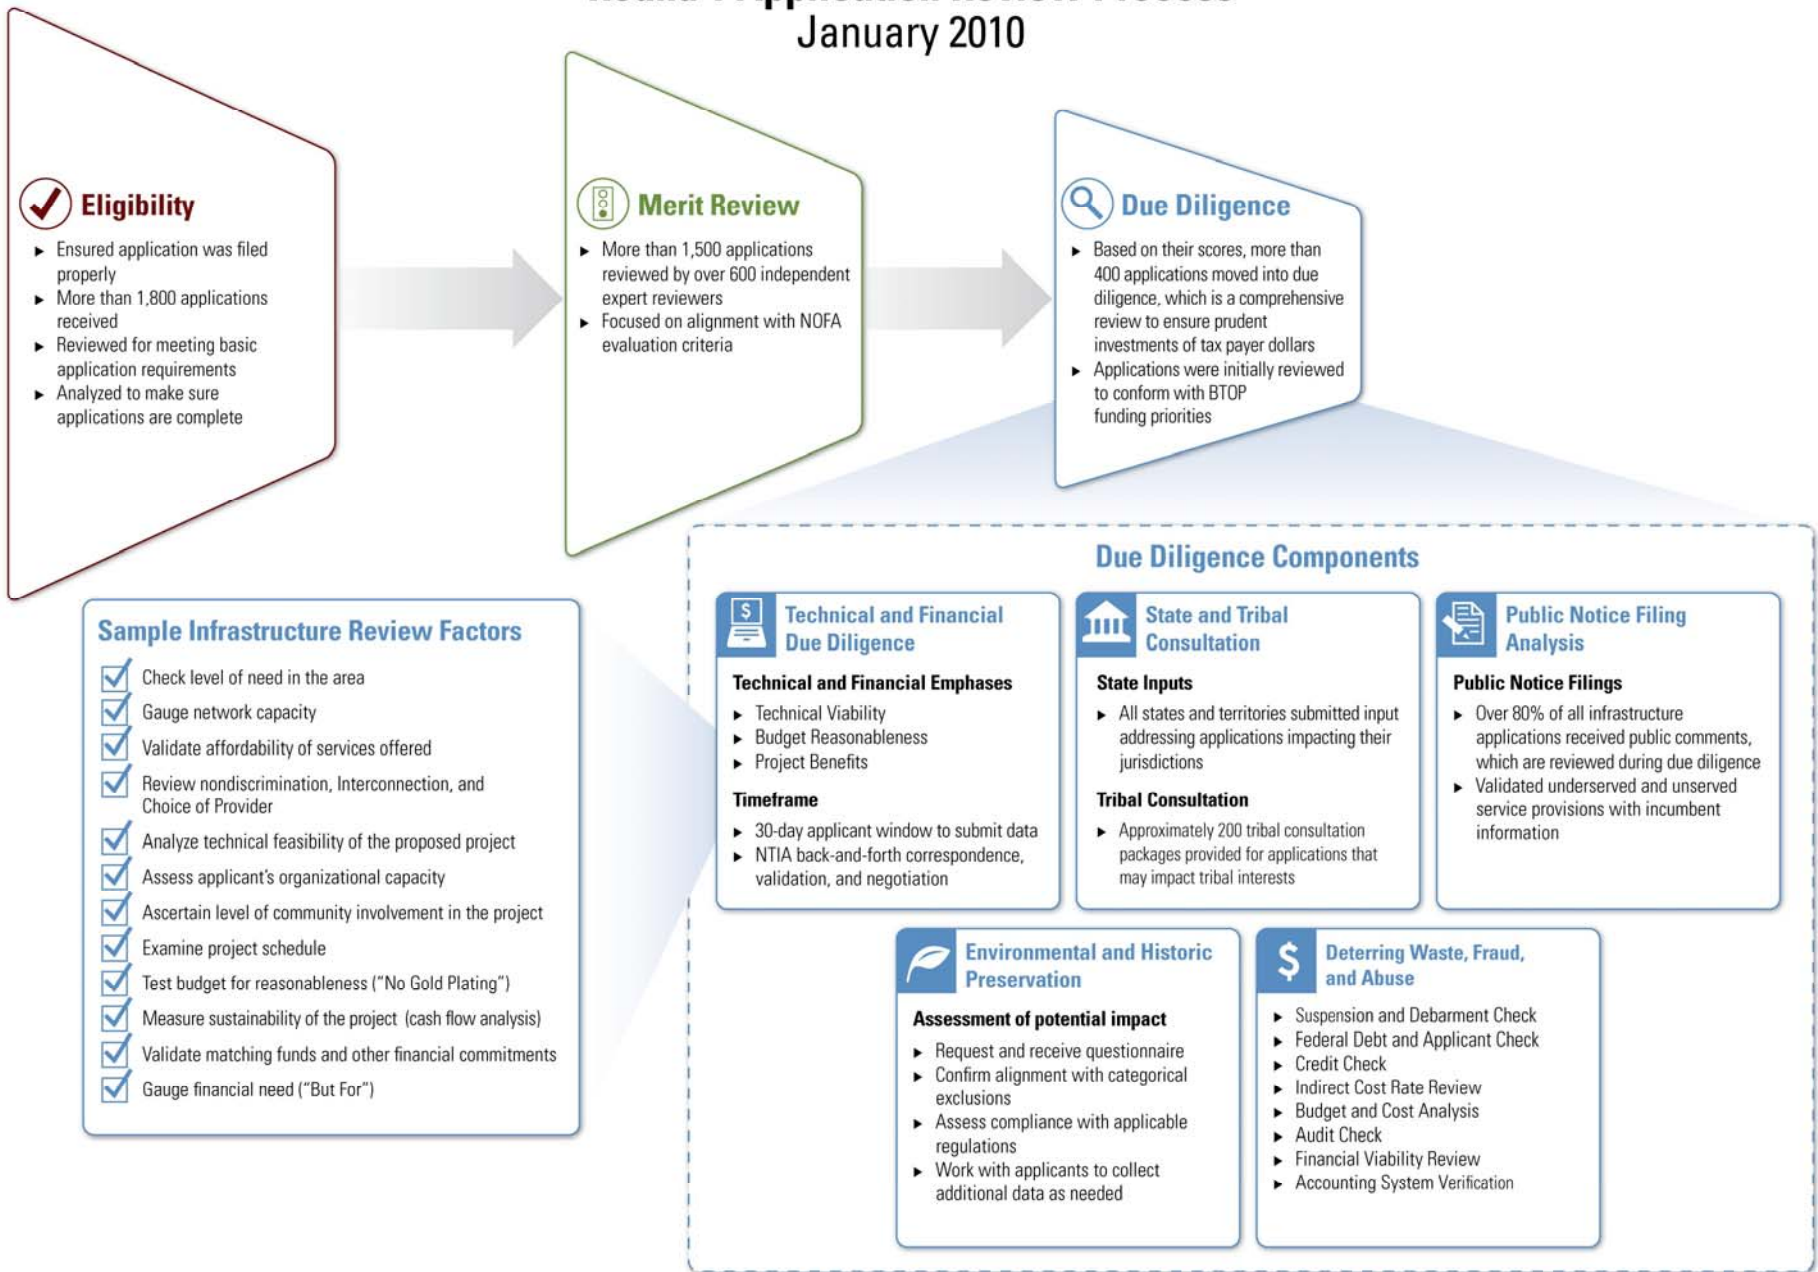 January 2010
Eligibility
► Ensured application was filed
properly
► More than 1,800 applications
received
► Reviewed for meeting basic
application requirements
► Analyzed to make sure
applications are complete
Merit Review
► More than 1,500 applications
reviewed by over 600 independent
expert reviewers
► Focused on alignment with NOFA
evaluation criteria
Due Diligence
► Based on their scores, more than
400 applications moved into due
diligence, which is a comprehensive
review to ensure prudent
investments of tax payer dollars
► Applications were initially reviewed
to conform with BTOP
funding priorities
Sample Infrastructure Review Factors
Check level of need in the area
Gauge network capacity
Validate affordability of services offered
Review nondiscrimination, Interconnection, and
Choice of Provider
Analyze technical feasibility of the proposed project
Assess applicant's organizational capacity
Ascertain level of community involvement in the project
Examine project schedule
Test budget for reasonableness ("No Gold Plating")
Measure sustainability of the project (cash flow analysis)
Validate matching funds and other financial commitments
Gauge financial need ("But For")
Due Diligence Components
$
Technical and Financial
Due Diligence
Technical and Financial Emphases
► Technical Viability
► Budget Reasonableness
► Project Benefits
Timeframe
► 30-day applicant window to submit data
► NTIA back-and-forth correspondence,
validation, and negotiation
State and Tribal
Consultation
State Inputs
► All states and territories submitted input
addressing applications impacting their
jurisdictions
Tribal Consultation
► Approximately 200 tribal consultation
packages provided for applications that
may impact tribal interests
Public Notice Filing
Analysis
Public Notice Filings
► Over 80% of all infrastructure
applications received public comments,
which are reviewed during due diligence
► Validated underserved and unserved
service provisions with incumbent
information
Environmental and Historic
Preservation
Assessment of potential impact
► Request and receive questionnaire
► Confirm alignment with categorical
exclusions
► Assess compliance with applicable
regulations
► Work with applicants to collect
additional data as needed
$
Deterring Waste, Fraud,
and Abuse
► Suspension and Debarment Check
► Federal Debt and Applicant Check
► Credit Check
► Indirect Cost Rate Review
► Budget and Cost Analysis
► Audit Check
► Financial Viability Review
► Accounting System Verification